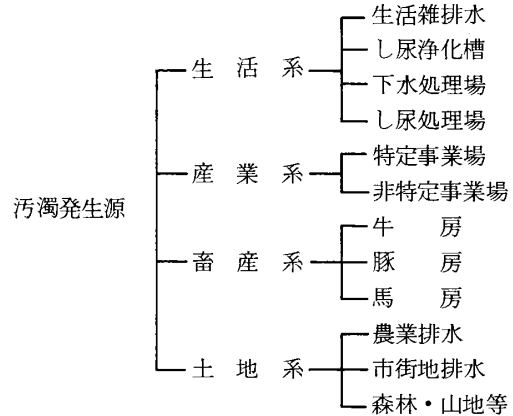 生活雑排水
し尿浄化槽
生活系
下水処理場
し尿処理場
特定事業場
産業系
非特定事業場
汚濁発生源
牛房
畜産系
豚房
馬房
農業排水
土地系
市街地排水
森林・山地等